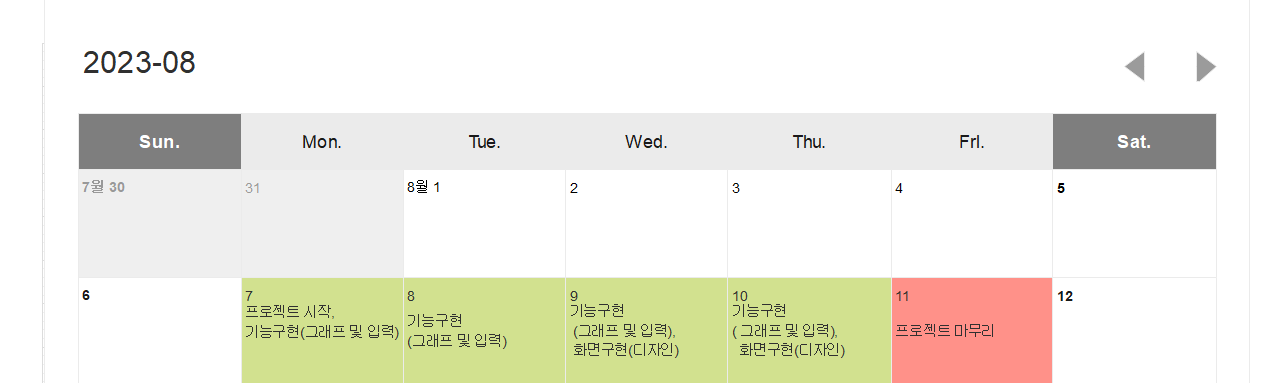 2023-08
Sun. Mon. Tue. Wed. Thu. Frl. Sat.
7월 30 31 8월 1 2 3 4 5
6
7
프로젝트 시작,
기능구현(그래프 및 입력)
8
기능구현
(그래프 및 입력)
9
기능구현
(그래프 및 입력),
화면구현(디자인)
10
기능구현
( 그래프 및 입력),
화면구현(디자인)
11
프로젝트 마무리
12